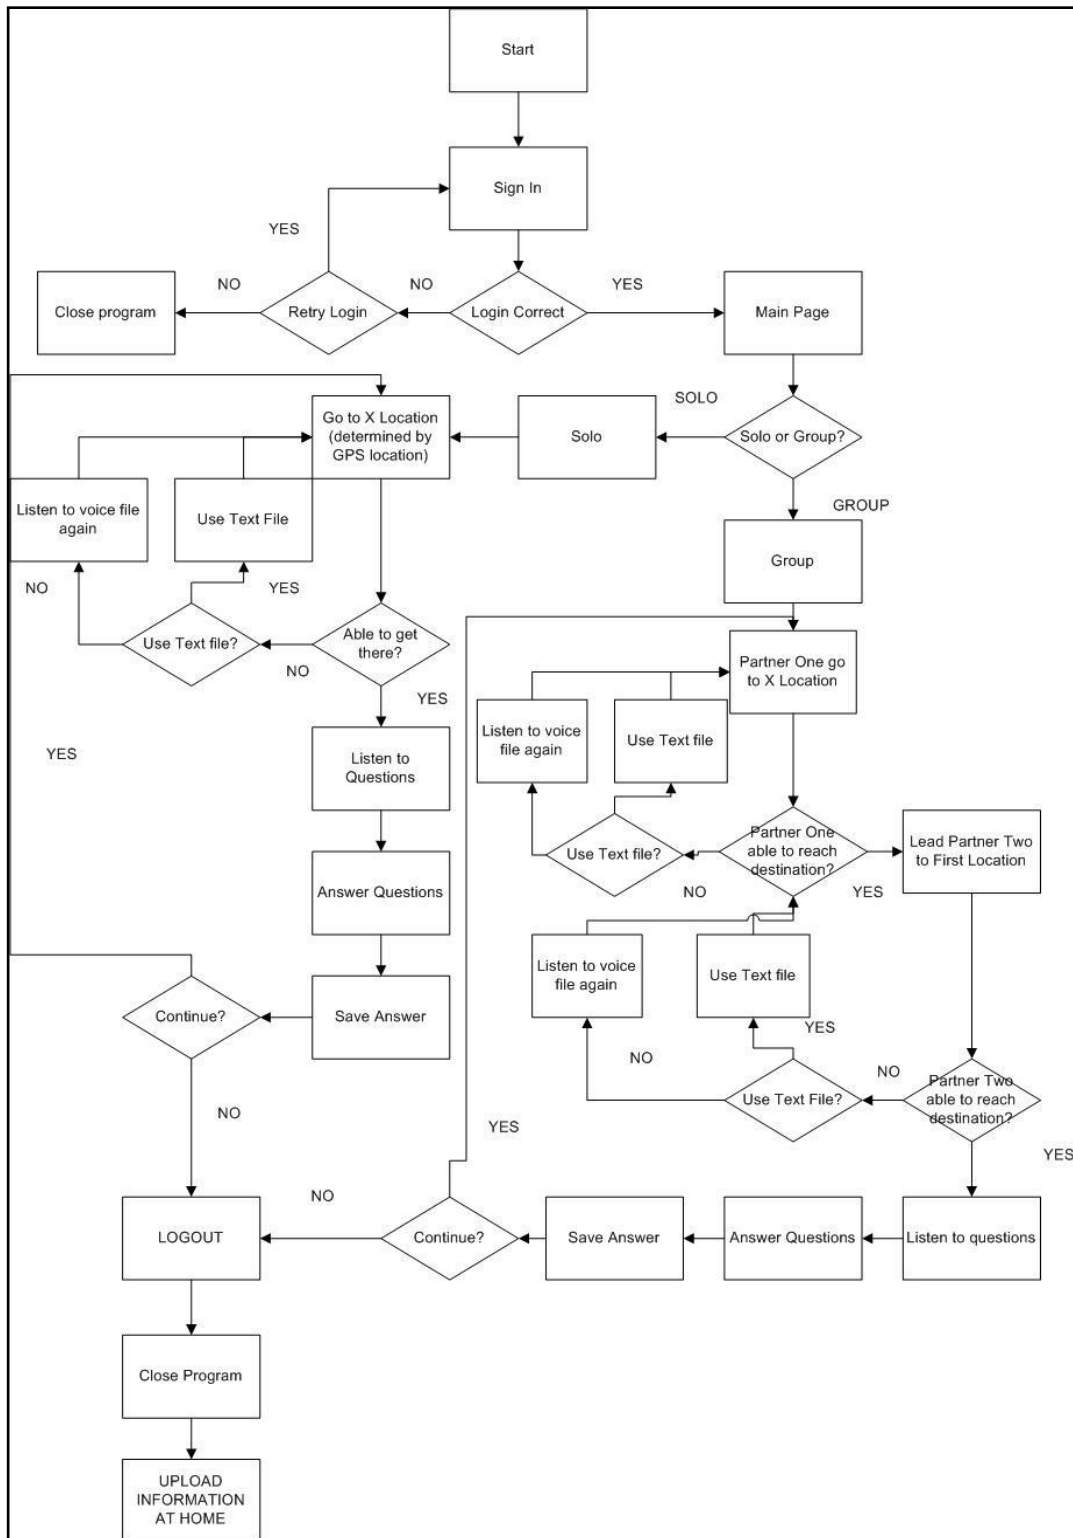 Start
Sign In
YES
NO
NO
YES
Close program
Retry Login
Login Correct
Main Page
SOLO
Go to X Location
(determined by
GPS location)
Solo
Solo or Group?
Listen to voice file
again
Use Text File
GROUP
Group
NO
YES
Use Text file?
Able to get
there?
NO
YES
Partner One go
to X Location
Listen to voice
file again
Use Text file
YES
Listen to
Questions
Use Text file?
Partner One
able to reach
destination?
Lead Partner Two
to First Location
NO
YES
Answer Questions
Listen to voice
file again
Use Text file
Continue?
Save Answer
YES
NO
NO
Use Text File?
Partner Two
able to reach
destination?
NO
YES
YES
NO
LOGOUT
Continue?
Save Answer
Answer Questions
Listen to questions
Close Program
UPLOAD
INFORMATION
AT HOME